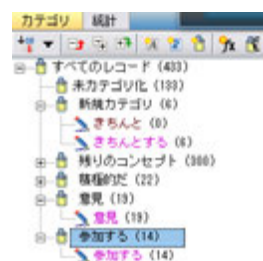 カテゴリ 統計
すべてのレコード (433)
未カテゴリ化 (133)
新規カテゴリ (6)
きちんと (0)
きちんとする (6)
残りのコンセプト (300)
積極的だ (22)
意見 (19)
意見 (19)
参加する (14)
参加する (14)